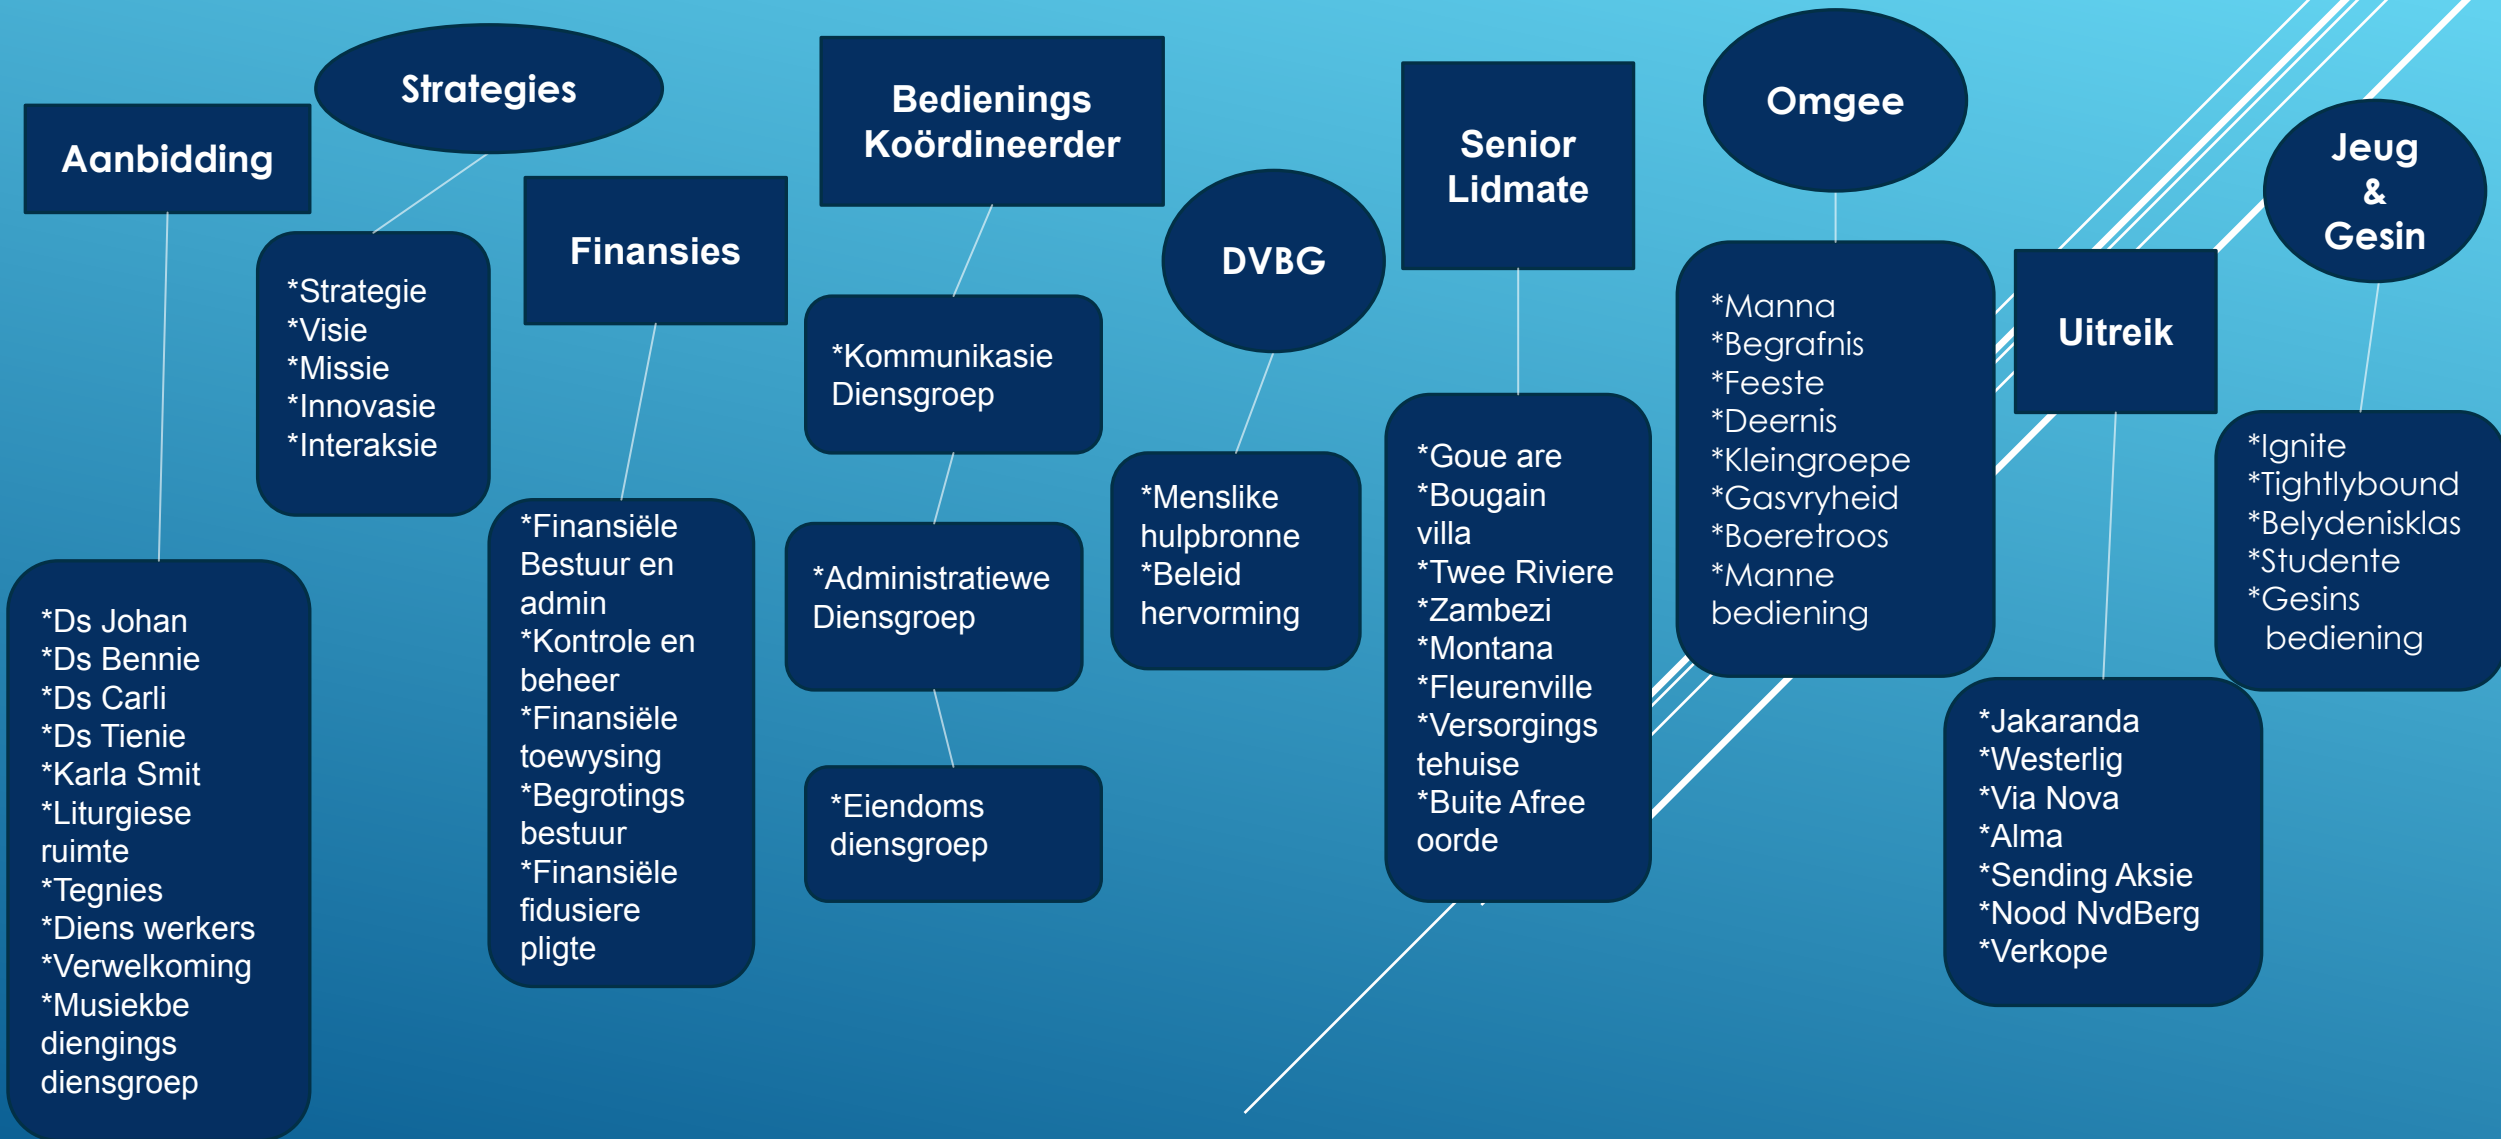 Aanbidding
*Ds Johan
*Ds Bennie
*Ds Carli
*Ds Tienie
*Karla Smit
*Liturgiese
ruimte
*Tegnies
*Diens werkers
*Verwelkoming
*Musiekbe
diengings
diensgroep
Strategies
*Strategie
*Visie
*Missie
*Innovasie
*Interaksie
Finansies
*Finansiële
Bestuur en
admin
*Kontrole en
beheer
*Finansiële
toewysing
*Begrotings
bestuur
*Finansiële
fidusiere
pligte
Bedienings
Koördineerder
*Kommunikasie
Diensgroep
*Administratiewe
Diensgroep
*Eiendoms
diensgroep
DVBG
*Menslike
hulpbronne
*Beleid
hervorming
Senior
Lidmate
*Goue are
*Bougain
villa
*Twee Riviere
*Zambezi
*Montana
*Fleurenville
*Versorgings
tehuise
*Buite Afree
oorde
Omgee
*Manna
*Begrafnis
*Feeste
*Deernis
*Kleingroepe
*Gasvryheid
*Boeretroos
*Manne
bediening
Uitreik
*Jakaranda
*Westerlig
*Via Nova
*Alma
*Sending Aksie
*Nood NvdBerg
*Verkope
Jeug
&
Gesin
*Ignite
*Tightlybound
*Belydenisklas
*Studente
*Gesins
bediening